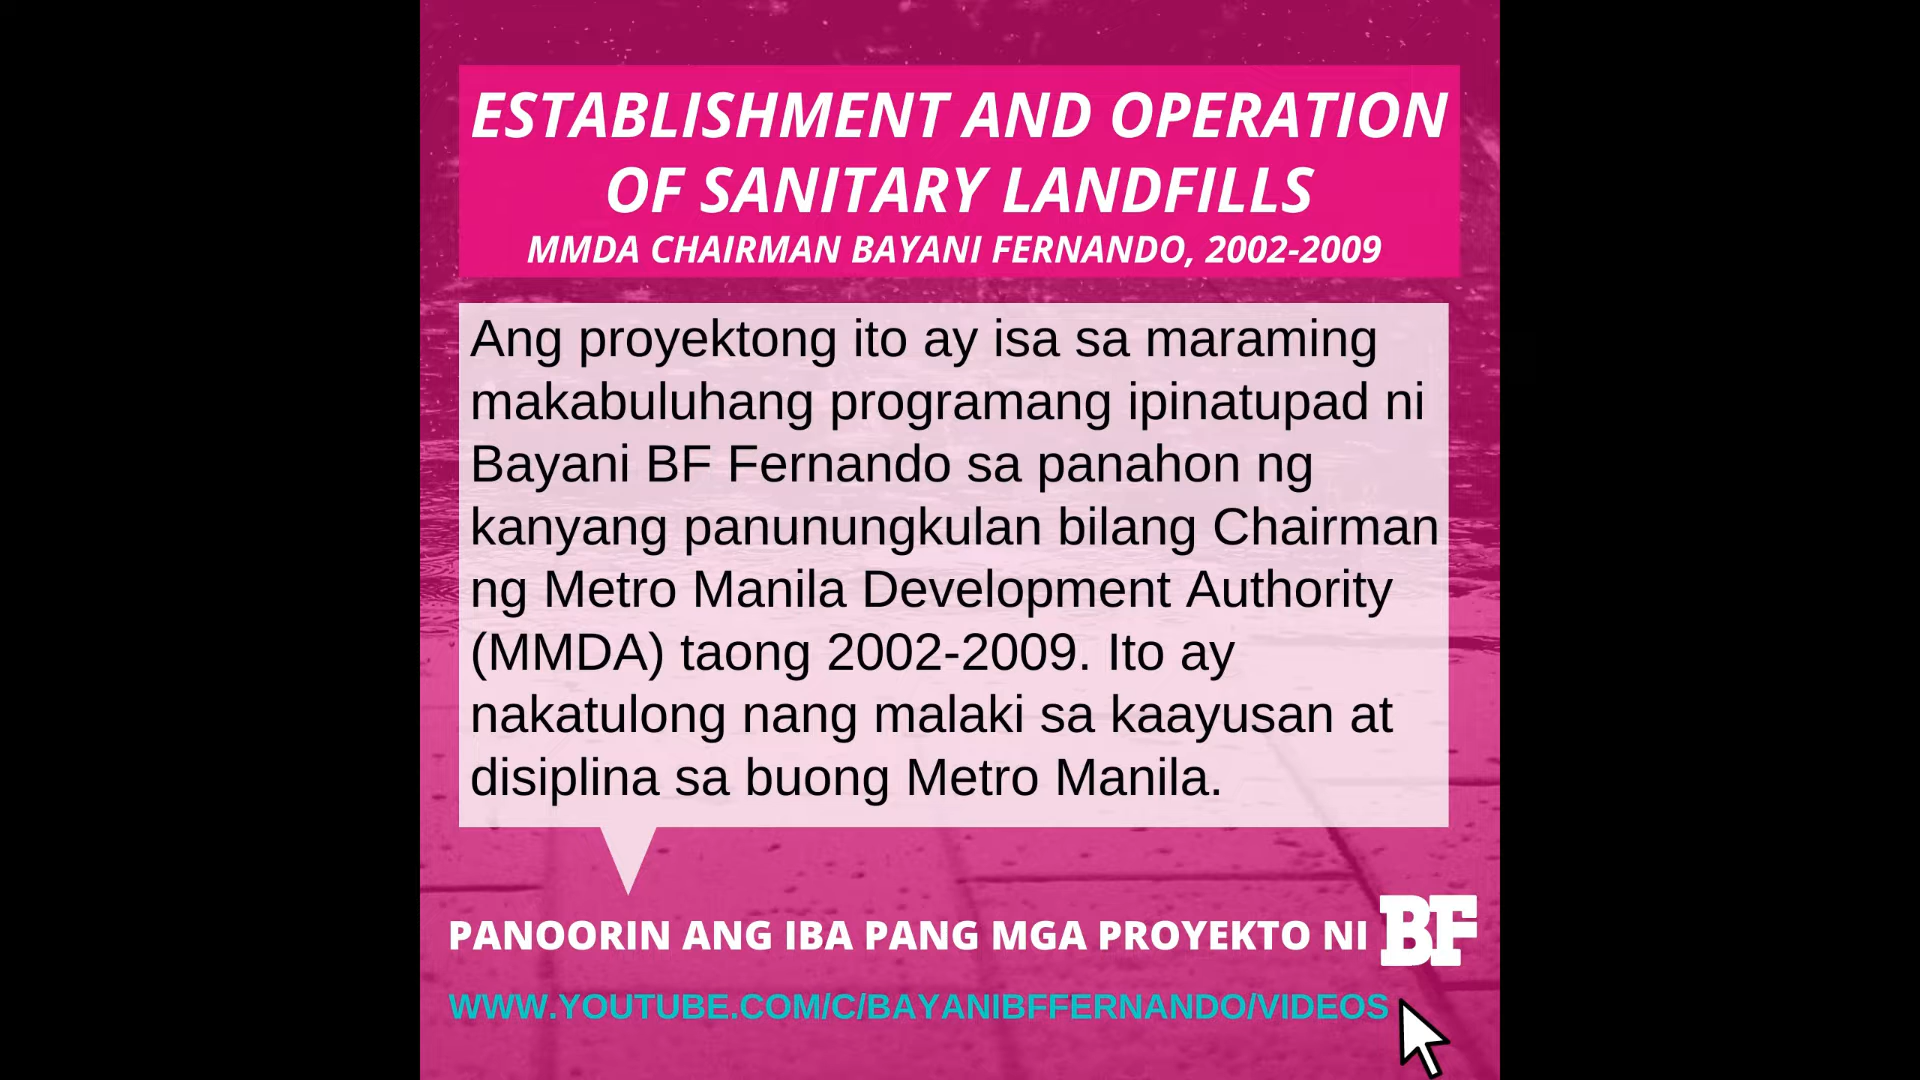 ESTABLISHMENT AND OPERATION
OF SANITARY LANDFILLS
MMDA CHAIRMAN BAYANI FERNANDO, 2002-2009
Ang proyektong ito ay isa sa maraming
makabuluhang programang ipinatupad ni
Bayani BF Fernando sa panahon ng
kanyang panunungkulan bilang Chairman
ng Metro Manila Development Authority
(MMDA) taong 2002-2009. Ito ay
nakatulong nang malaki sa kaayusan at
disiplina sa buong Metro Manila.
PANOORIN ANG IBA PANG MGA PROYEKTO NI BF
WWW.YOUTUBE.COM/C/BAYANIBFFERNANDO/VIDEOS